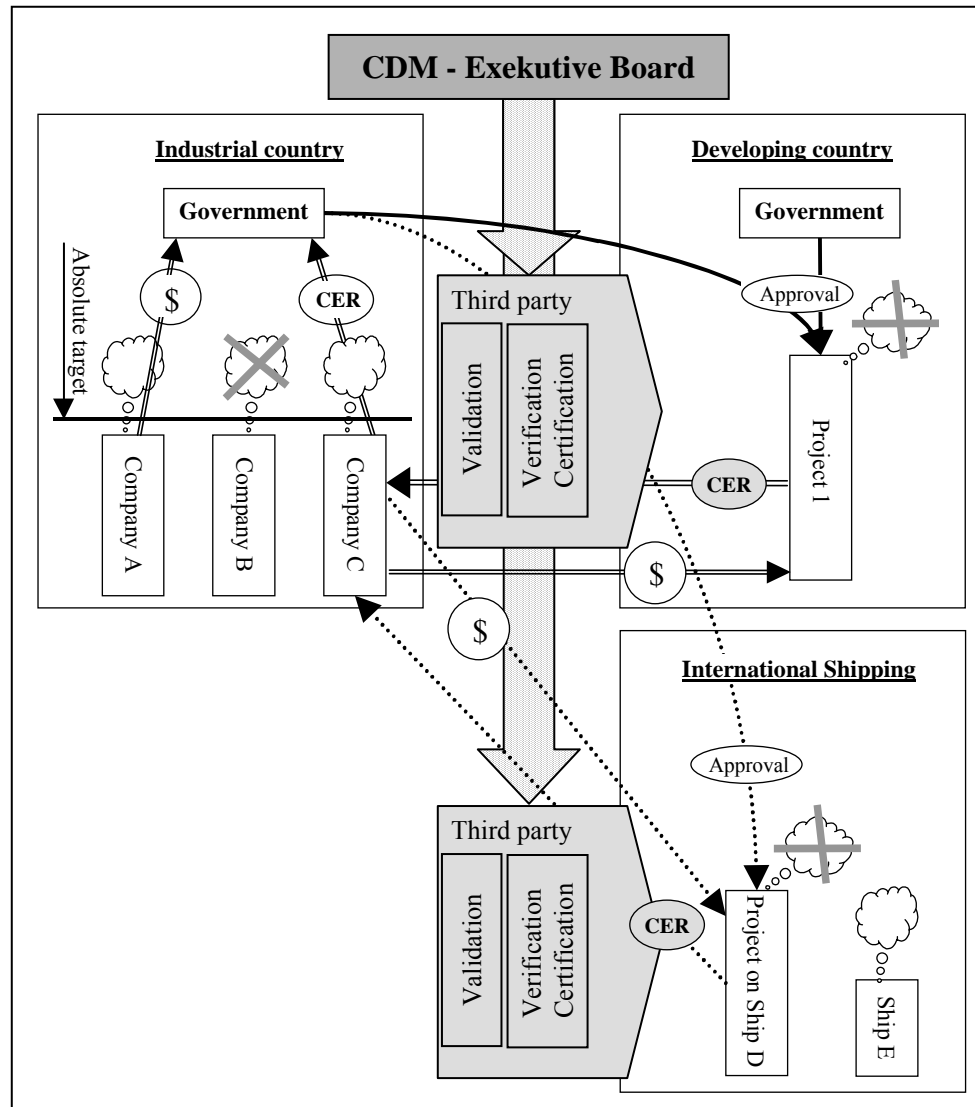 CDM - Exekutive Board
Industrial country
Government
Absolute target
$
CER
Company A
Company B
Company C
Third party
Validation
Verification
Certification
Developing country
Government
Approval
Project 1
CER
$
$
International Shipping
Approval
Third party
Validation
Verification
Certification
CER
Project on
Ship D
Ship E